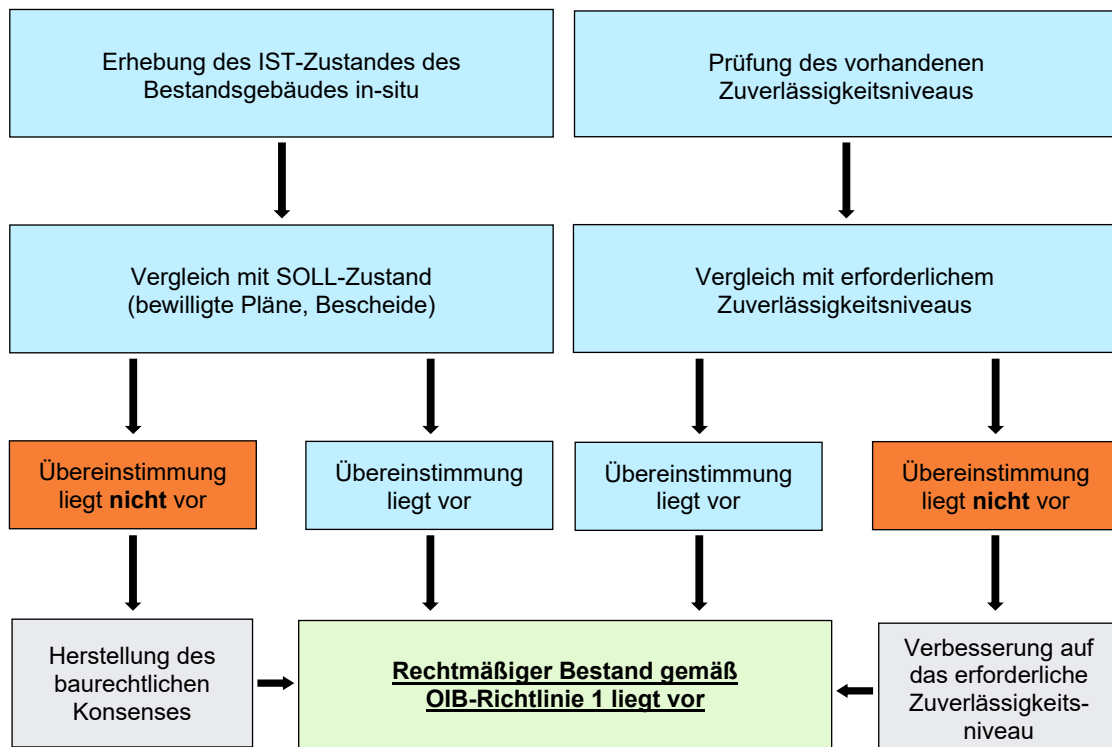 Erhebung des IST-Zustandes des
Bestandsgebäudes in-situ
Prüfung des vorhandenen
Zuverlässigkeitsniveaus
Vergleich mit SOLL-Zustand
(bewilligte Pläne, Bescheide)
Vergleich mit erforderlichem
Zuverlässigkeitsniveaus
Übereinstimmung
liegt nicht vor
Übereinstimmung
liegt vor
Übereinstimmung
liegt vor
Übereinstimmung
liegt nicht vor
Herstellung des
baurechtlichen
Konsenses
Rechtmäßiger Bestand gemäß
OIB-Richtlinie 1 liegt vor
Verbesserung auf
das erforderliche
Zuverlässigkeits-
niveau